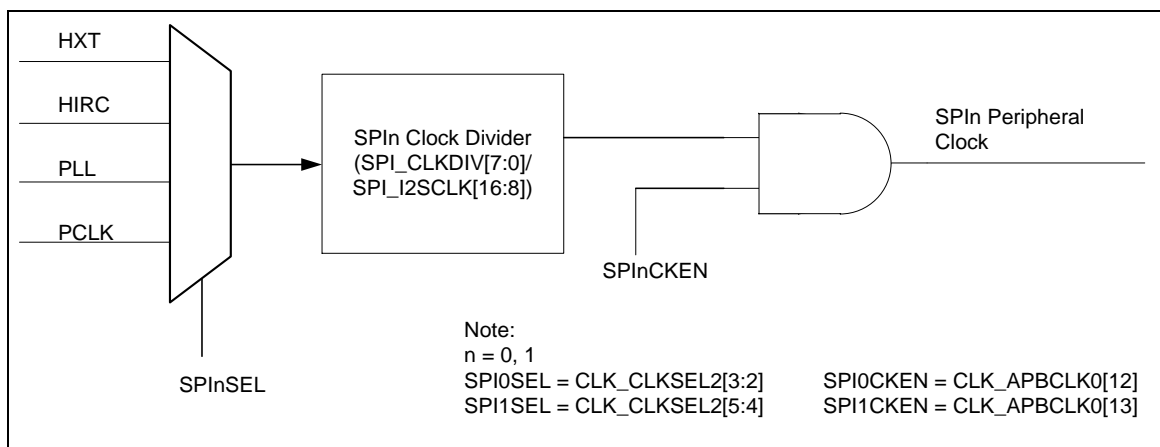 HXT
HIRC
PLL
PCLK
SPInSEL
SPIn Clock Divider
(SPI_CLKDIV[7:0]/
SPI_I2SCLK[16:8])
SPInCKEN
SPIn Peripheral
Clock
Note:
n = 0, 1
SPI0SEL = CLK_CLKSEL2[3:2] SPI0CKEN = CLK_APBCLK0[12]
SPI1SEL = CLK_CLKSEL2[5:4] SPI1CKEN = CLK_APBCLK0[13]